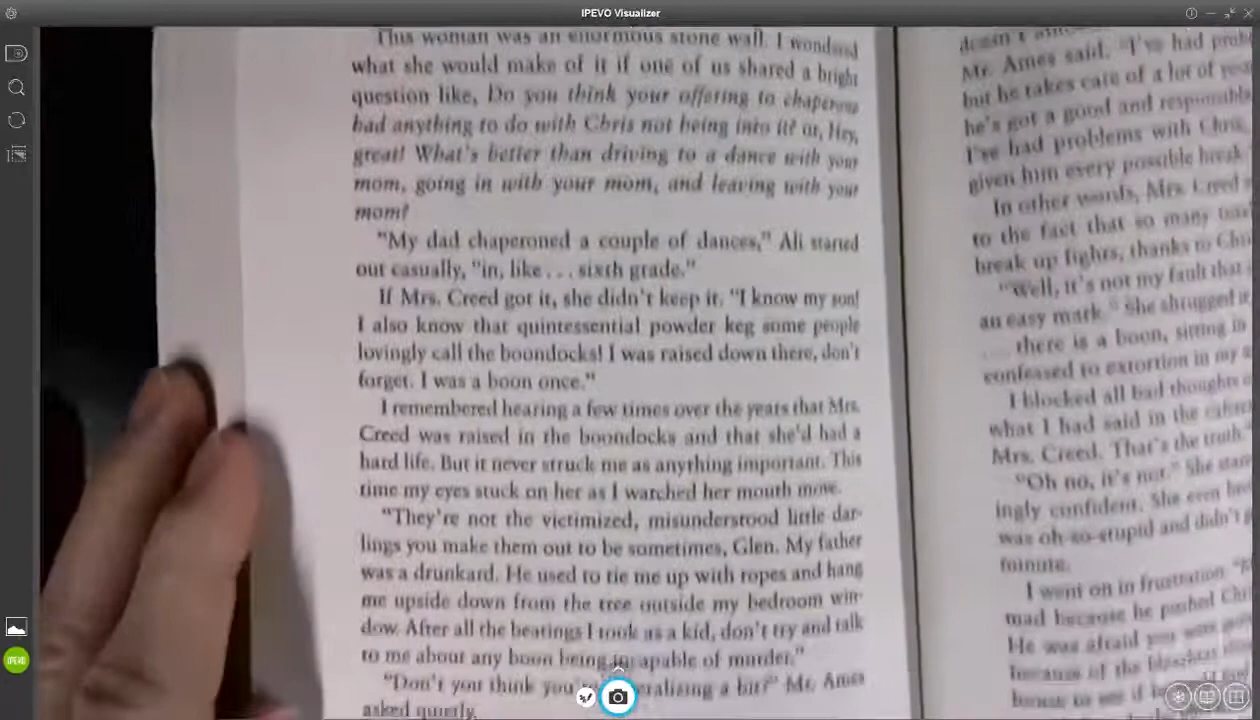 IPEVO Visualizer
This woman was an enormous stone wall. I wondered
what she would make of it if one of us shared a bright
question like, Do you think your offering to chaperone
had anything to do with Chris not being into it? or, Hey,
great! What's better than driving to a dance with your
mom, going in with your mom, and leaving with your
mom?
"My dad chaperoned a couple of dances," Ali started
out casually, "in, like . . . sixth grade."
If Mrs. Creed got it, she didn't keep it. "I know my son!
I also know that quintessential powder keg some people
lovingly call the boondocks! I was raised down there, don't
forget. I was a boon once."
I remembered hearing a few times over the years that Mrs.
Creed was raised in the boondocks and that she'd had a
hard life. But it never struck me as anything important. This
time my eyes stuck on her as I watched her mouth move.
"They're not the victimized, misunderstood little dar-
lings you make them out to be sometimes, Glen. My father
was a drunkard. He used to tie me up with ropes and hang
me upside down from the tree outside my bedroom win-
dow. After all the beatings I took as a kid, don't try and talk
to me about any boon being incapable of murder."
"Don't you think you're a bit?" Mr. Ames
asked quietly.
Mr. Ames said. "I've had
but he takes care of a lot of
he's got a good and
I've had problems with Chris
given him every possible break
In other words, Mrs. Creed
to the fact that so many
break up fights, thanks to
"Well, it's not my fault that
an easy mark." She shrugged
there is a boon, sitting in
confessed to extortion in my
I blocked all bad thoughts
what I had said in the
Mrs. Creed. That's the truth."
"Oh no, it's not." She
ingly confident. She even
was oh-so-stupid and didn't
minute.
I went on in frustration.
mad because he pushed
He was afraid you were
because of the
IPEVO